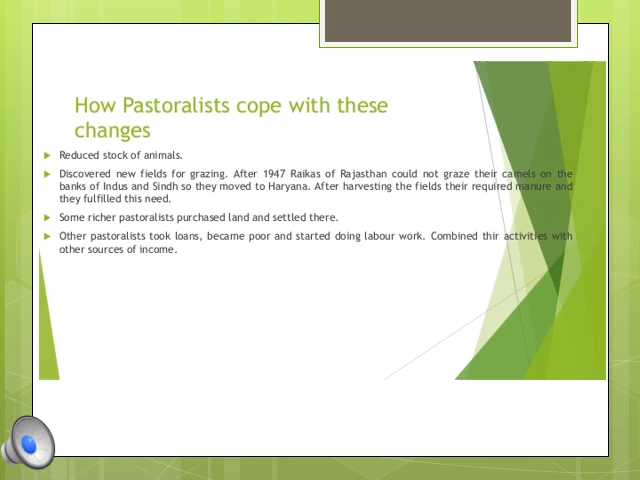 How Pastoralists cope with these
changes
Reduced stock of animals.
Discovered new fields for grazing. After 1947 Raikas of Rajasthan could not graze their camels on the
banks of Indus and Sindh so they moved to Haryana. After harvesting the fields their required manure and
they fulfilled this need.
Some richer pastoralists purchased land and settled there.
Other pastoralists took loans, became poor and started doing labour work. Combined thir activities with
other sources of income.